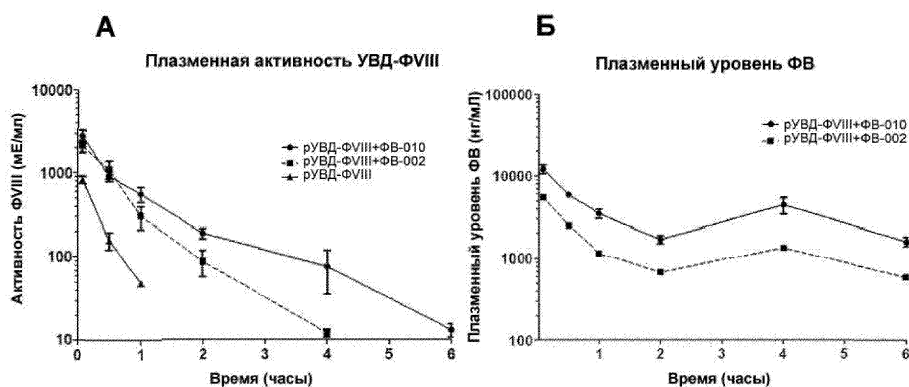 А
Плазменная активность УВД-ФVIII
Активность ФVIII (мЕ/мл)
10000
1000
100
10
рУВД-ФVIII+ФВ-010
рУВД-ФVIII+ФВ-002
рУВД-ФVIII
0 1 2 3 4 5 6
Время (часы)
Б
Плазменный уровень ФВ
Плазменный уровень ФВ (нг/мЛ)
100000
10000
1000
100
рУВД-ФVIII+ФВ-010
рУВД-ФVIII+ФВ-002
1 2 3 4 5 6
Время (часы)